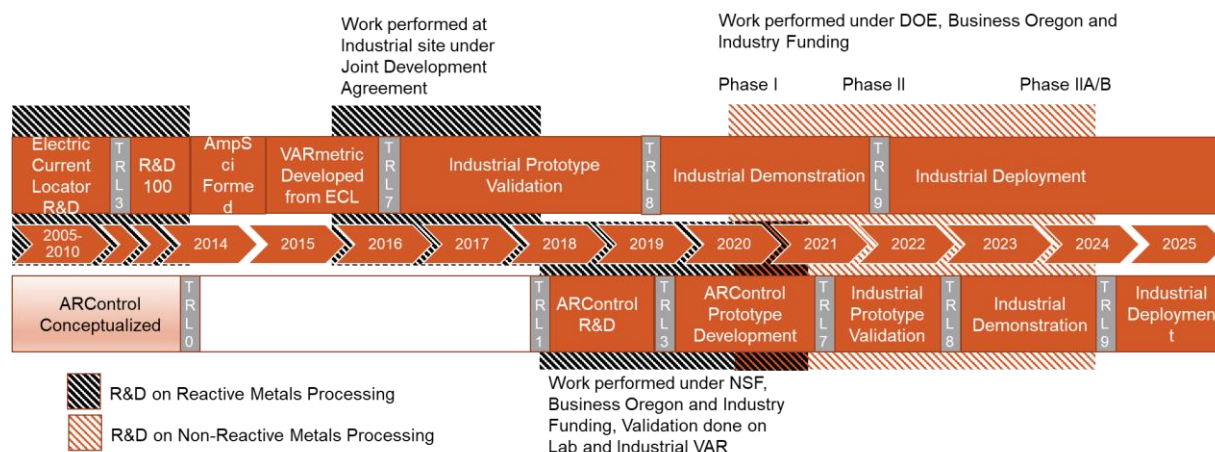 Work performed at
Industrial site under
Joint Development
Agreement
Work performed under DOE, Business Oregon and
Industry Funding
Phase I
Phase II
Phase IIA/B
Electric
Current
Locator
R&D
TRL3
R&D
100
AmpSci
Formed
VARmetric
Developed
from ECL
TRL7
Industrial Prototype
Validation
TRL8
Industrial Demonstration
TRL9
Industrial Deployment
2005-
2010
2014
2015
2016
2017
2018
2019
2020
2021
2022
2023
2024
2025
ARControl
Conceptualized
TRL0
TRL1
ARControl
R&D
TRL3
ARControl
Prototype
Development
TRL7
Industrial
Prototype
Validation
TRL8
Industrial
Demonstration
TRL9
Industrial
Deploymen
t
R&D on Reactive Metals Processing
R&D on Non-Reactive Metals Processing
Work performed under NSF,
Business Oregon and Industry
Funding, Validation done on
Lab and Industrial VAR